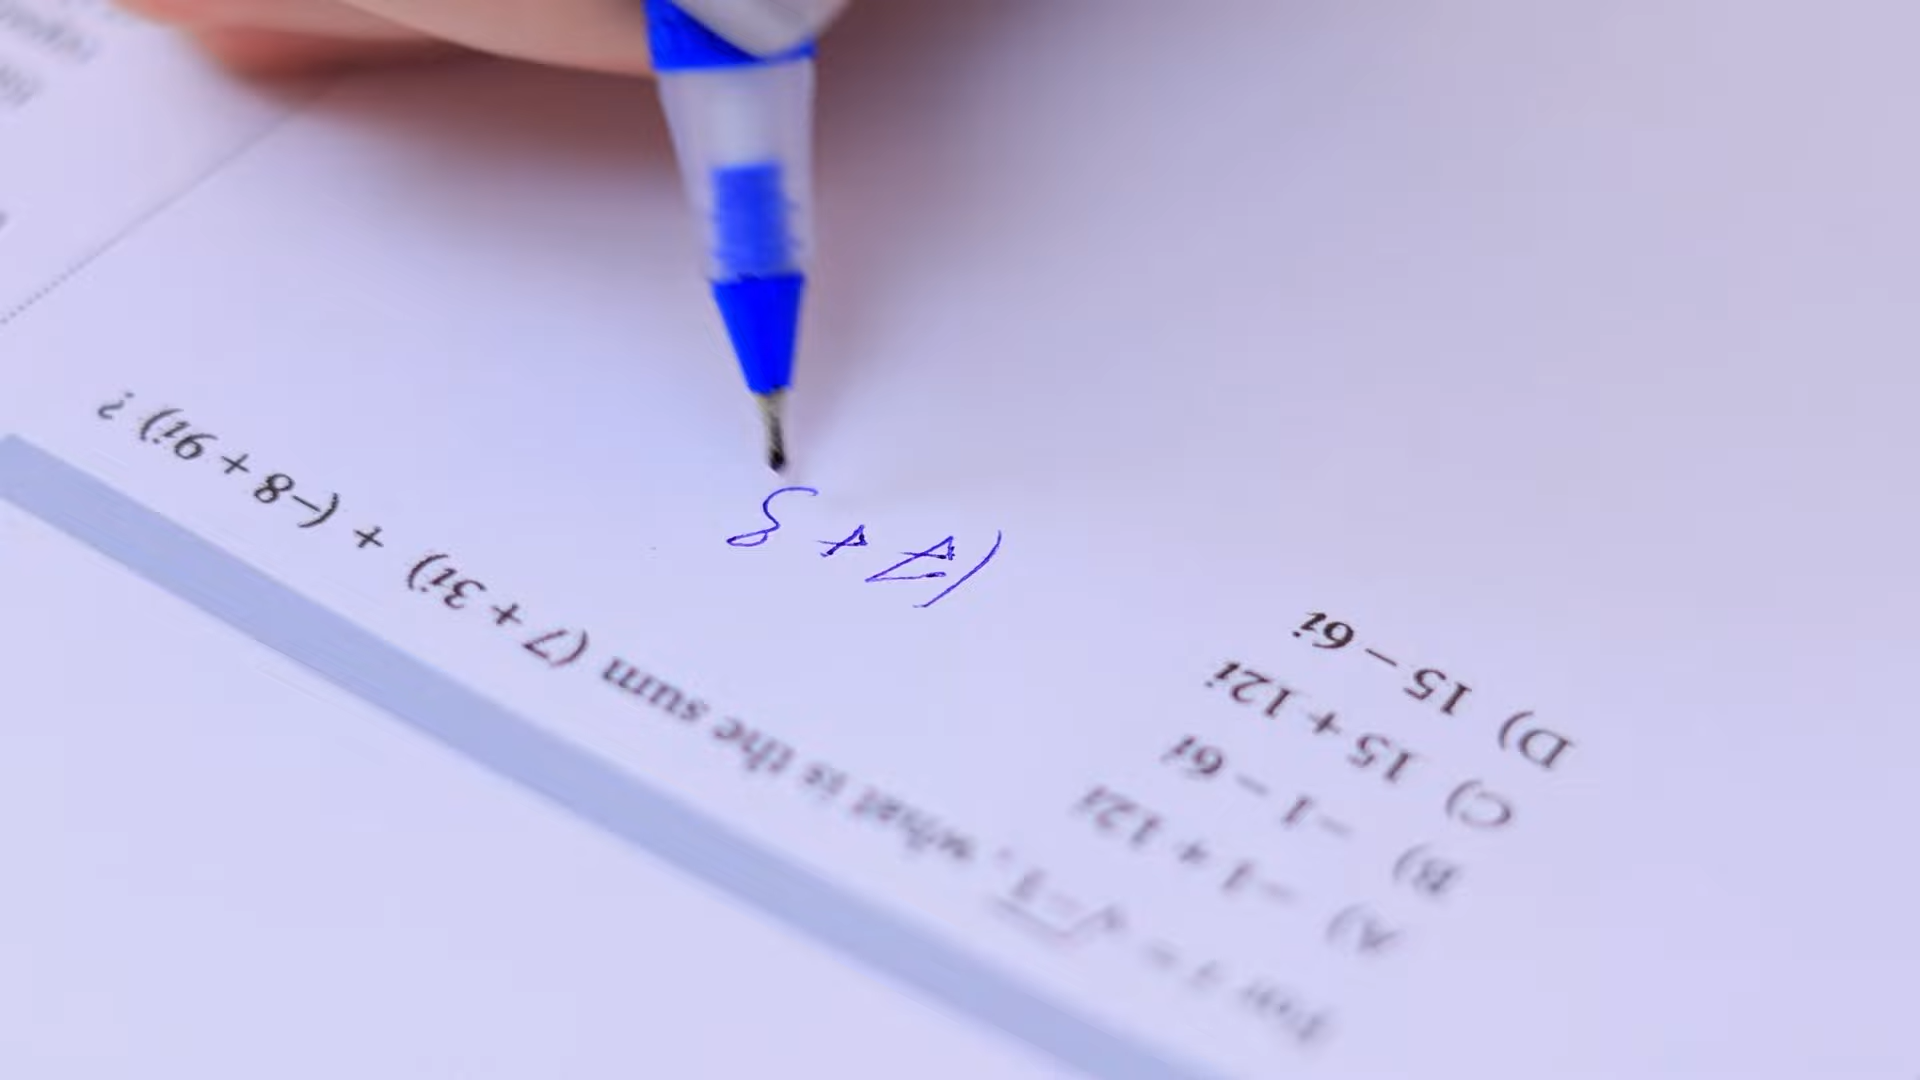 For i = √−1, what is the sum (7 + 3i) + (−8 + 9i) ?
A) −1 + 12i
B) −1 − 6i
C) 15 + 12i
D) 15 − 6i
(7 + 3